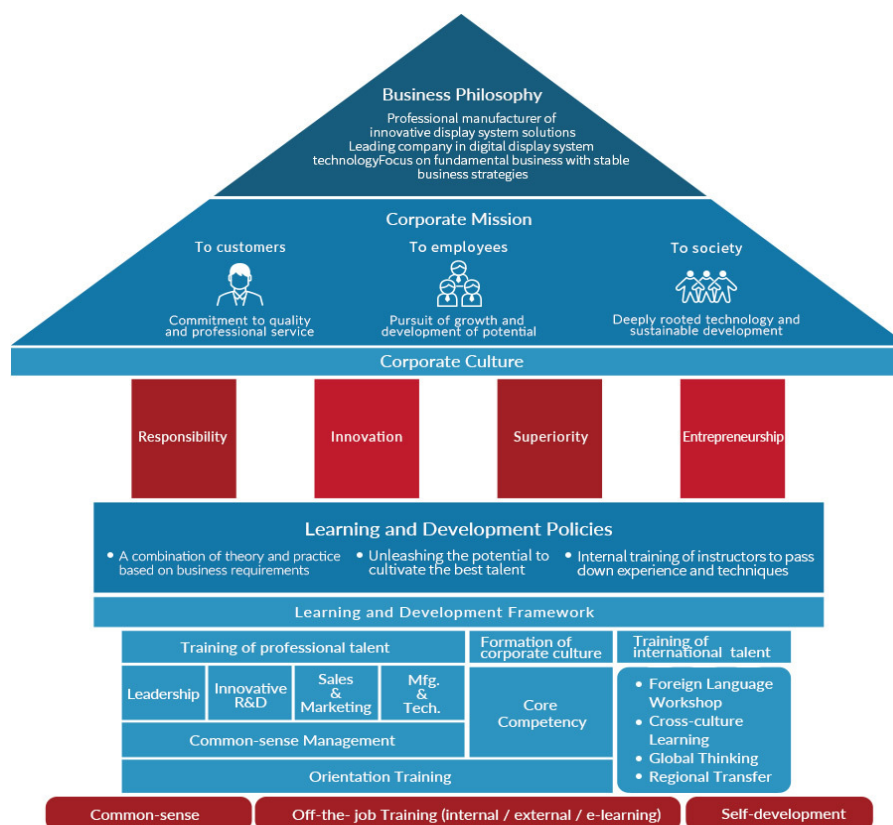 Business Philosophy
Professional manufacturer of
innovative display system solutions
Leading company in digital display system
technologyFocus on fundamental business with stable
business strategies
Corporate Mission
To customers
Commitment to quality
and professional service
To employees
Pursuit of growth and
development of potential
To society
Deeply rooted technology and
sustainable development
Corporate Culture
Responsibility
Innovation
Superiority
Entrepreneurship
Learning and Development Policies
• A combination of theory and practice
based on business requirements
• Unleashing the potential to
cultivate the best talent
• Internal training of instructors to pass
down experience and techniques
Learning and Development Framework
Training of professional talent
Formation of
corporate culture
Training of
international talent
Leadership
Innovative
R&D
Sales
&
Marketing
Mfg.
&
Tech.
Common-sense Management
Core
Competency
Orientation Training
• Foreign Language
Workshop
• Cross-culture
Learning
• Global Thinking
• Regional Transfer
Common-sense
Off-the- job Training (internal / external / e-learning)
Self-development